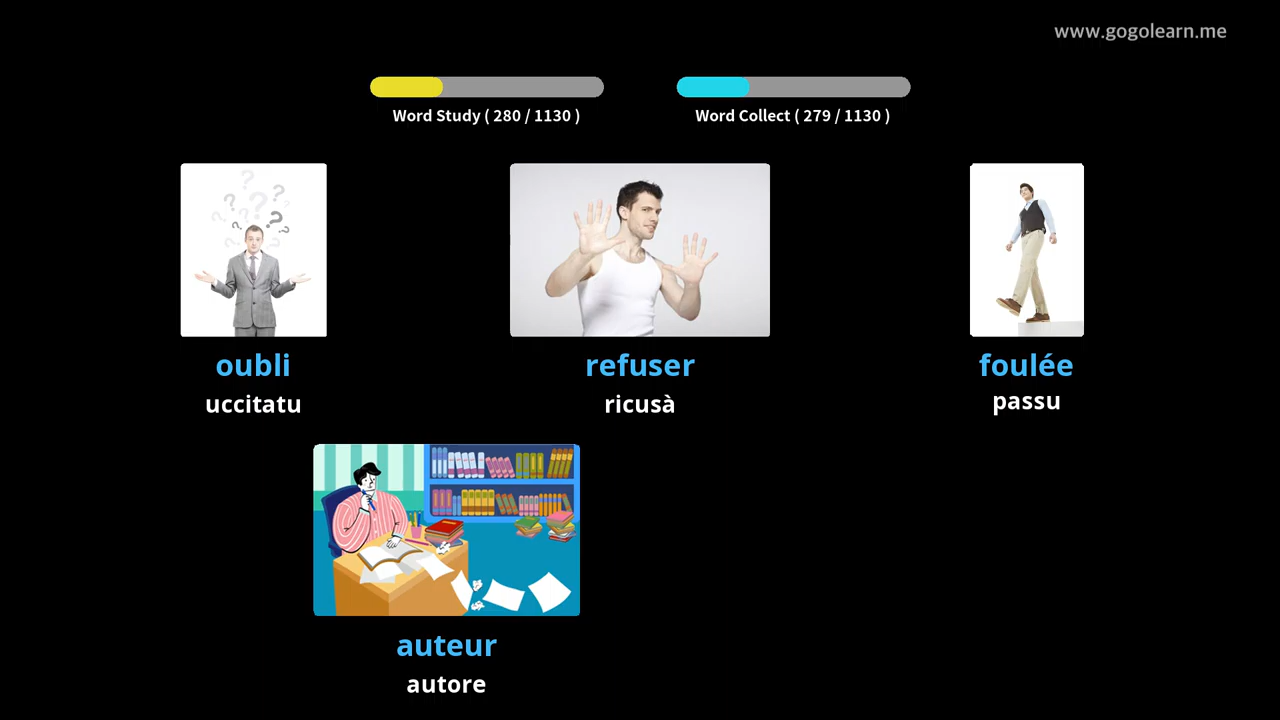 www.gogolearn.me
Word Study ( 280 / 1130 )
Word Collect ( 279 / 1130 )
oubli
uccitatu
refuser
ricusà
foulée
passu
auteur
autore